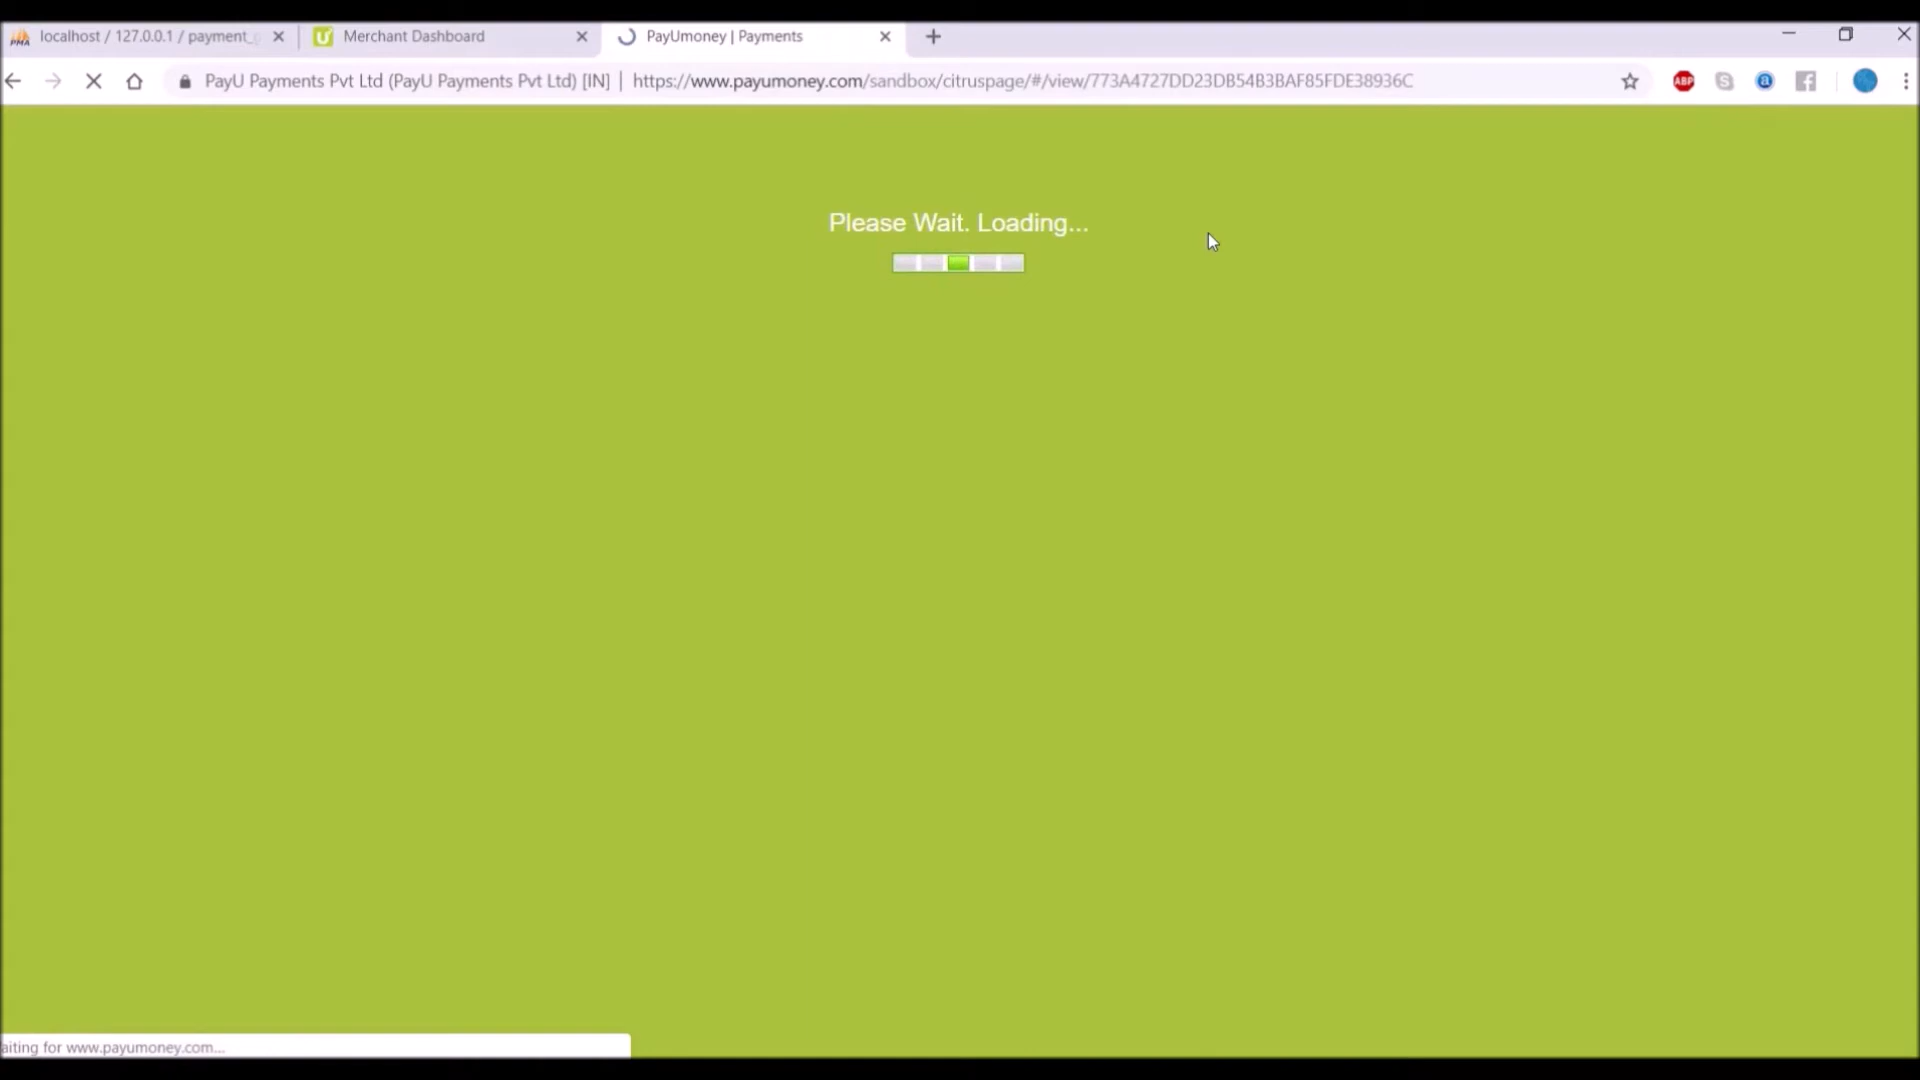 localhost / 127.0.0.1 / payment_
Merchant Dashboard
PayUmoney | Payments
PayU Payments Pvt Ltd (PayU Payments Pvt Ltd) [IN] | https://www.payumoney.com/sandbox/citruspage/#/view/773A4727DD23DB54B3BAF85FDE38936C
ABP
Please Wait. Loading...
aiting for www.payumoney.com...